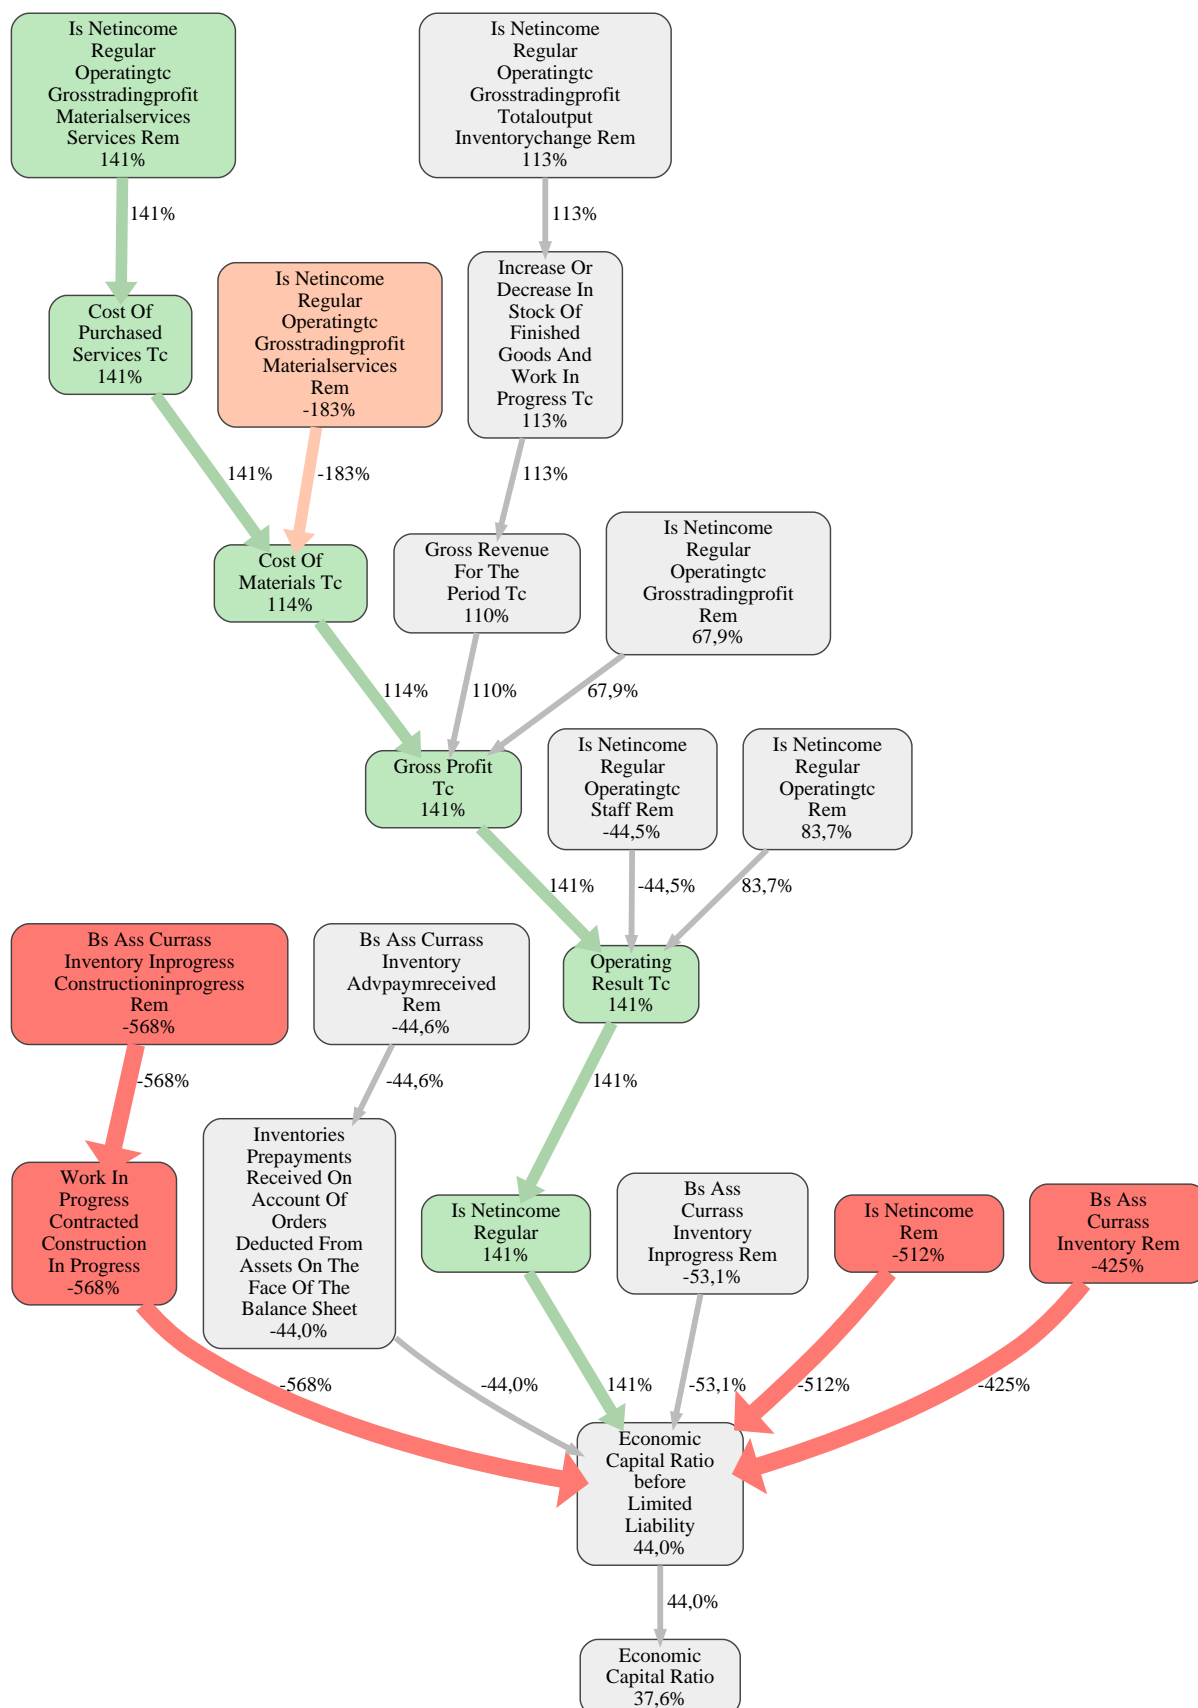 Is Netincome
Regular
Operatingtc
Grosstradingprofit
Materialservices
Services Rem
141%
Is Netincome
Regular
Operatingtc
Grosstradingprofit
Totaloutput
Inventorychange Rem
113%
141%
113%
Cost Of
Purchased
Services Tc
141%
Is Netincome
Regular
Operatingtc
Grosstradingprofit
Materialservices
Rem
-183%
Increase Or
Decrease In
Stock Of
Finished
Goods And
Work In
Progress Tc
113%
141%
-183%
113%
Cost Of
Materials Tc
114%
Gross Revenue
For The
Period Tc
110%
Is Netincome
Regular
Operatingtc
Grosstradingprofit
Rem
67,9%
114%
110%
67,9%
Gross Profit
Tc
141%
Is Netincome
Regular
Operatingtc
Staff Rem
-44,5%
Is Netincome
Regular
Operatingtc
Rem
83,7%
141%
-44,5%
83,7%
Bs Ass Currass
Inventory Inprogress
Constructioninprogress
Rem
-568%
Bs Ass Currass
Inventory
Advpaymreceived
Rem
-44,6%
Operating
Result Tc
141%
-568%
-44,6%
141%
Work In
Progress
Contracted
Construction
In Progress
-568%
Inventories
Prepayments
Received On
Account Of
Orders
Deducted From
Assets On The
Face Of The
Balance Sheet
-44,0%
Is Netincome
Regular
141%
Bs Ass
Currass
Inventory
Inprogress Rem
-53,1%
Is Netincome
Rem
-512%
Bs Ass
Currass
Inventory Rem
-425%
-568%
-44,0%
141%
-53,1%
-512%
-425%
Economic
Capital Ratio
before
Limited
Liability
44,0%
44,0%
Economic
Capital Ratio
37,6%